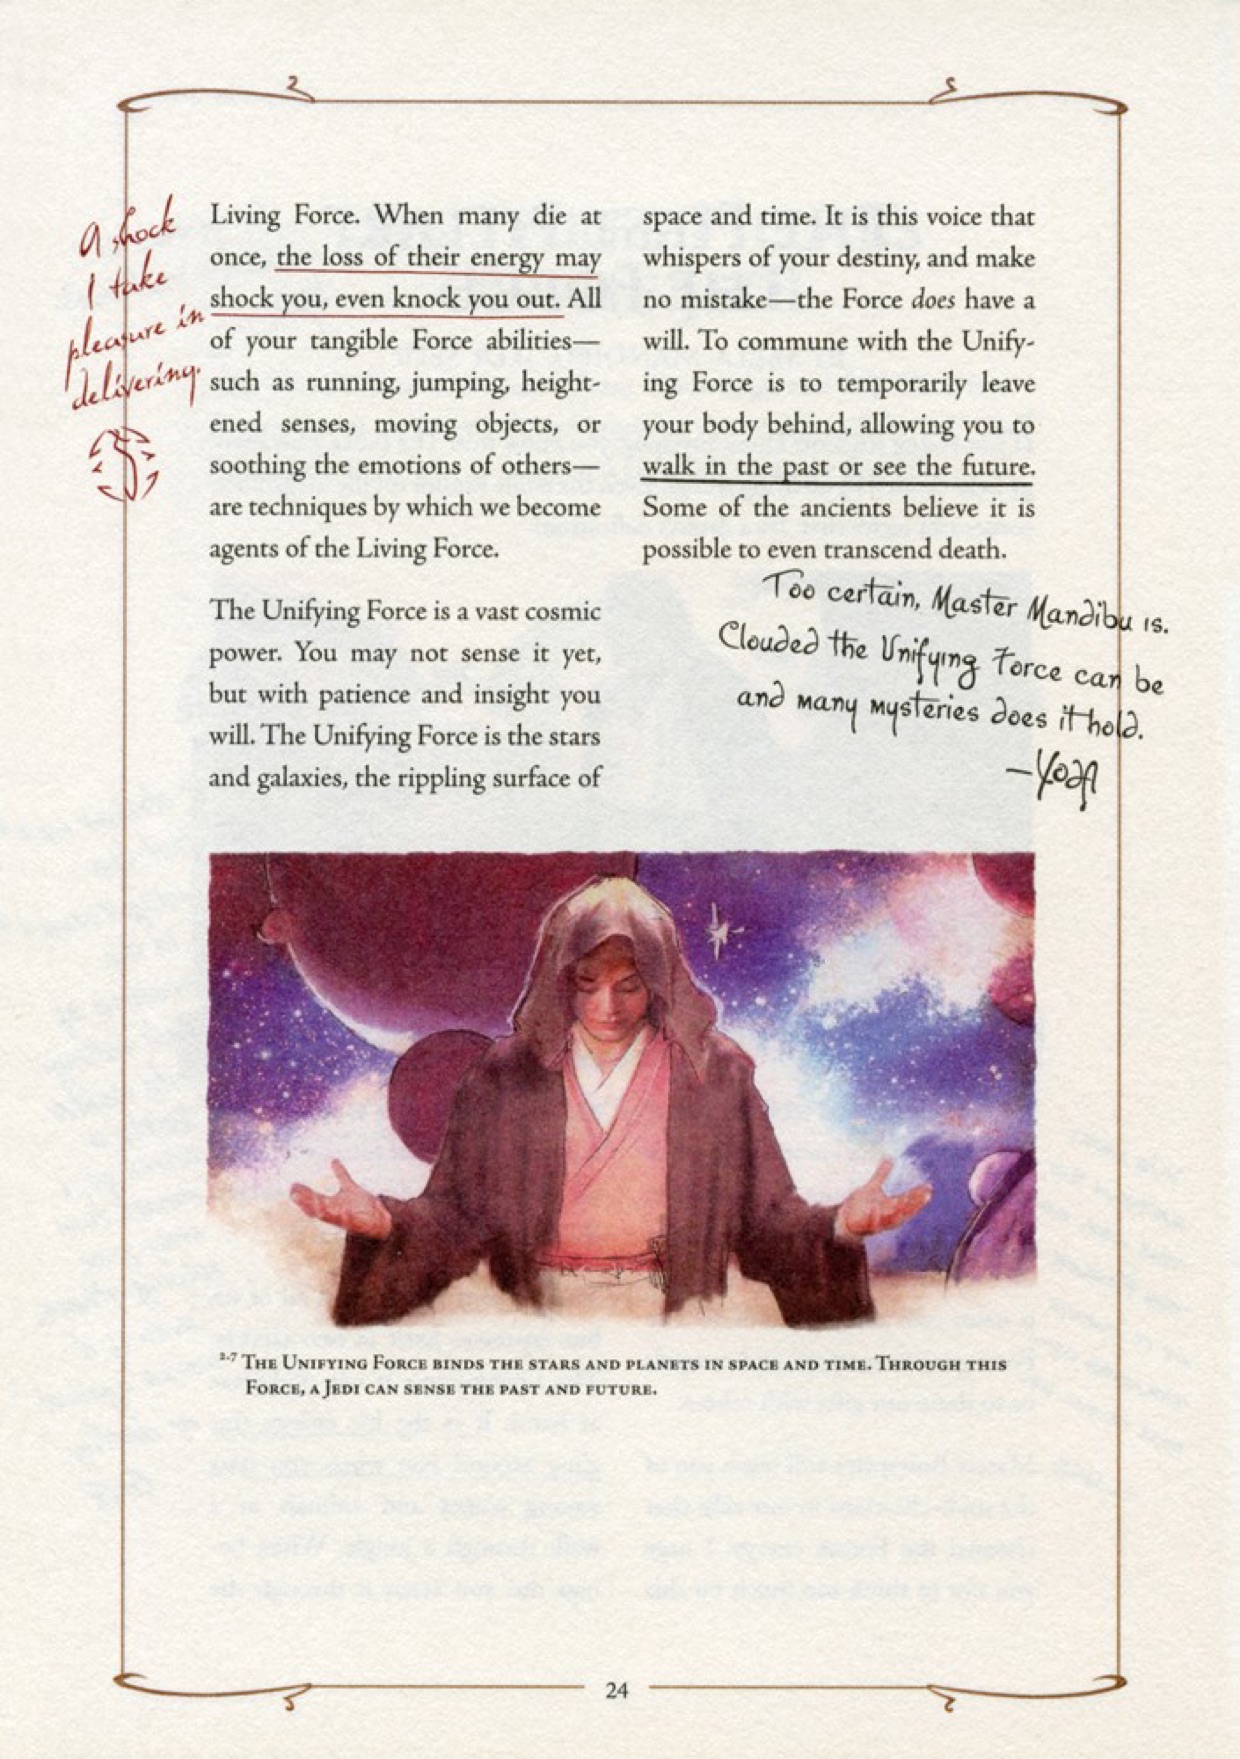 A shock
I take
pleasure in
delivering.
Living Force. When many die at
once, the loss of their energy may
shock you, even knock you out. All
of your tangible Force abilities—
such as running, jumping, height-
ened senses, moving objects, or
soothing the emotions of others—
are techniques by which we become
agents of the Living Force.
The Unifying Force is a vast cosmic
power. You may not sense it yet,
but with patience and insight you
will. The Unifying Force is the stars
and galaxies, the rippling surface of
space and time. It is this voice that
whispers of your destiny, and make
no mistake—the Force does have a
will. To commune with the Unify-
ing Force is to temporarily leave
your body behind, allowing you to
walk in the past or see the future.
Some of the ancients believe it is
possible to even transcend death.
Too certain, Master Mandibu is.
Clouded the Unifying Force can be
and many mysteries does it hold.
—Yoda
2-7 The Unifying Force binds the stars and planets in space and time. Through this
Force, a Jedi can sense the past and future.
24